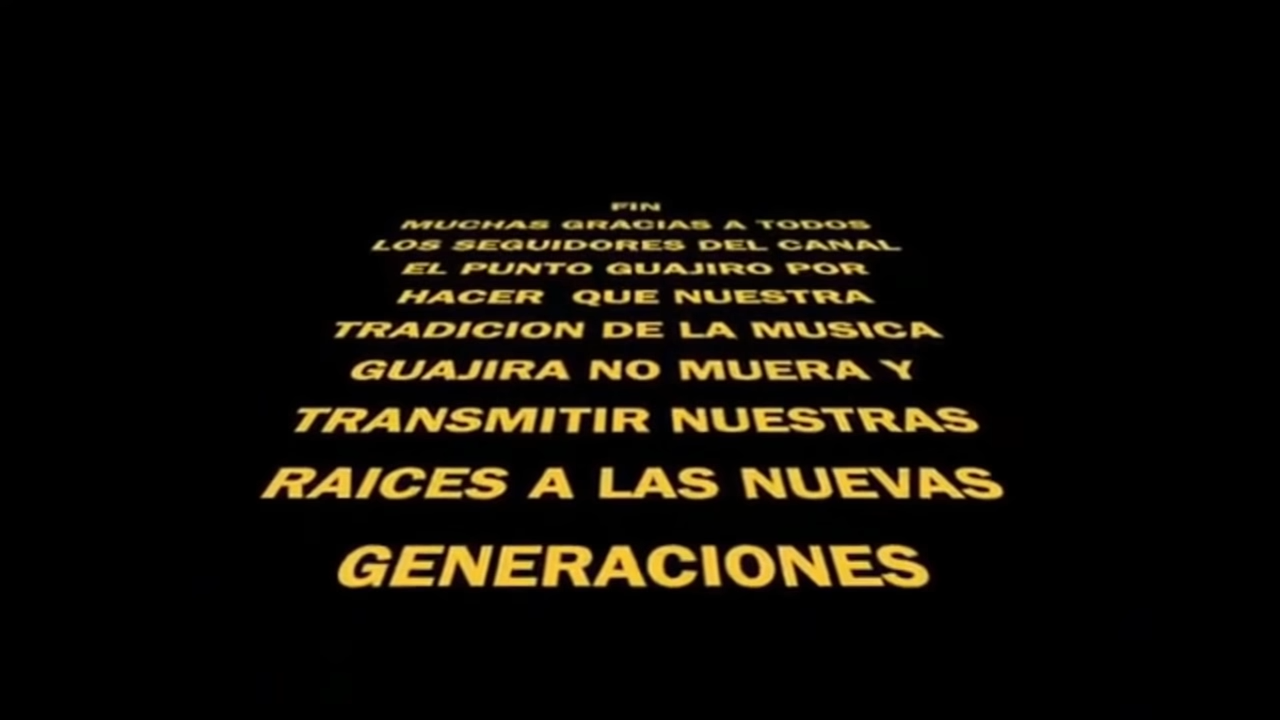 FIN
MUCHAS GRACIAS A TODOS
LOS SEGUIDORES DEL CANAL
EL PUNTO GUAJIRO POR
HACER QUE NUESTRA
TRADICION DE LA MUSICA
GUAJIRA NO MUERA Y
TRANSMITIR NUESTRAS
RAICES A LAS NUEVAS
GENERACIONES